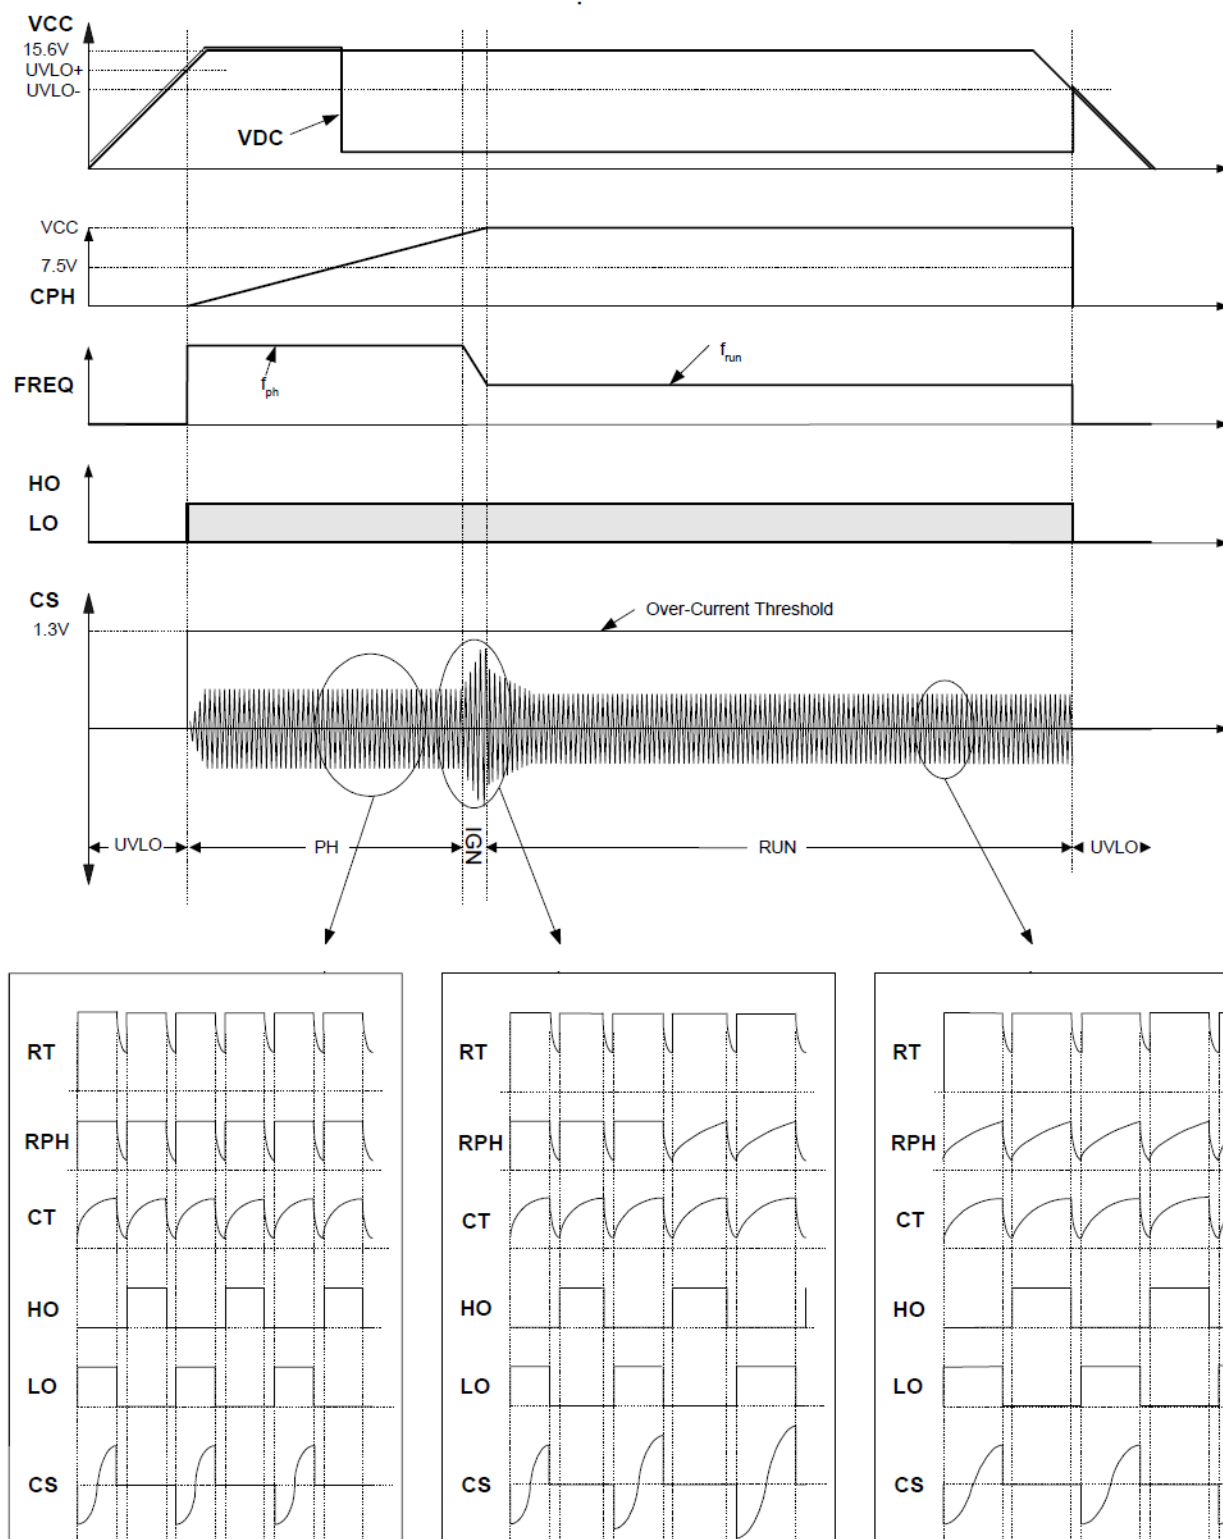 VCC
15.6V
UVLO+
UVLO-
VDC
VCC
7.5V
CPH
FREQ
fph
frun
HO
LO
CS
1.3V
Over-Current Threshold
UVLO
PH
IGN
RUN
UVLO
RT
RPH
CT
HO
LO
CS
RT
RPH
CT
HO
LO
CS
RT
RPH
CT
HO
LO
CS